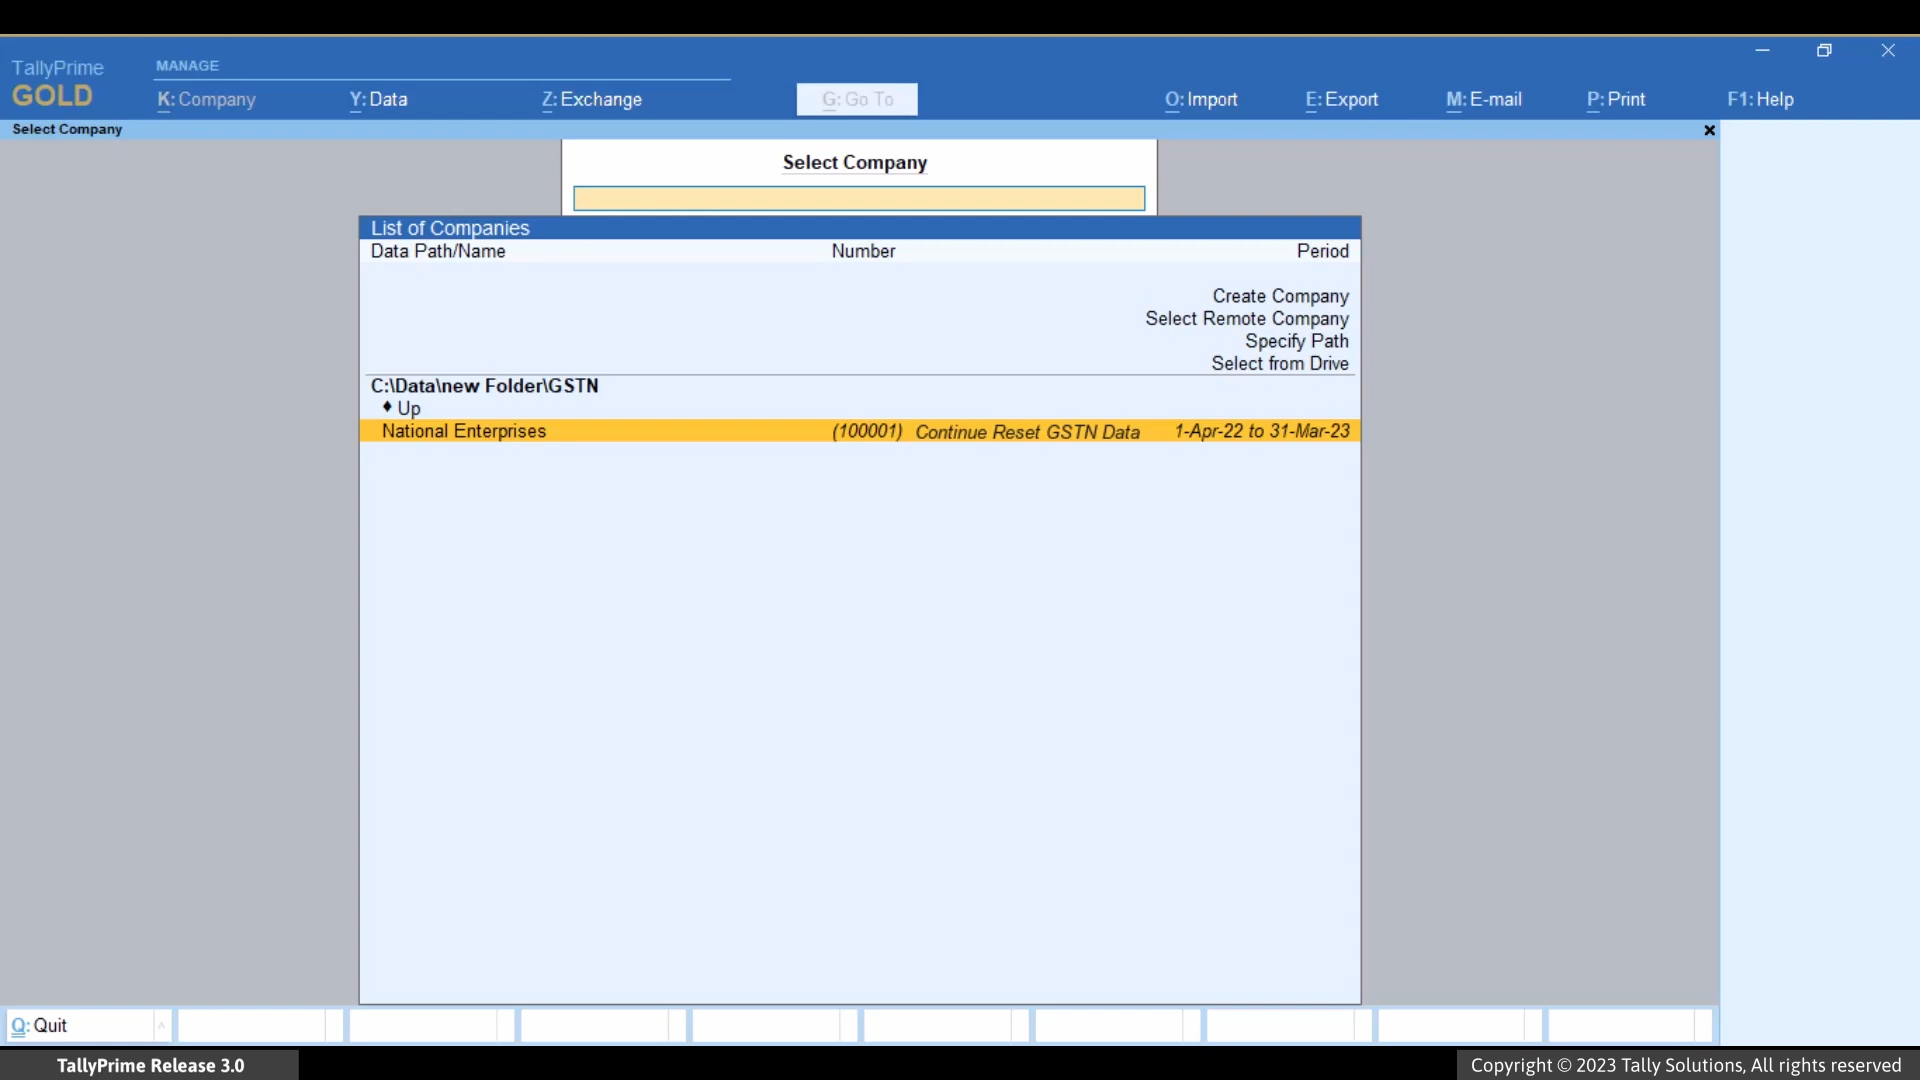 TallyPrime
GOLD
MANAGE
K: Company
Y: Data
Z: Exchange
G: Go To
O: Import
E: Export
M: E-mail
P: Print
F1: Help
Select Company
Select Company
List of Companies
Data Path/Name Number Period
Create Company
Select Remote Company
Specify Path
Select from Drive
C:\Data\new Folder\GSTN
♦ Up
National Enterprises (100001) Continue Reset GSTN Data 1-Apr-22 to 31-Mar-23
Q: Quit
TallyPrime Release 3.0
Copyright © 2023 Tally Solutions, All rights reserved